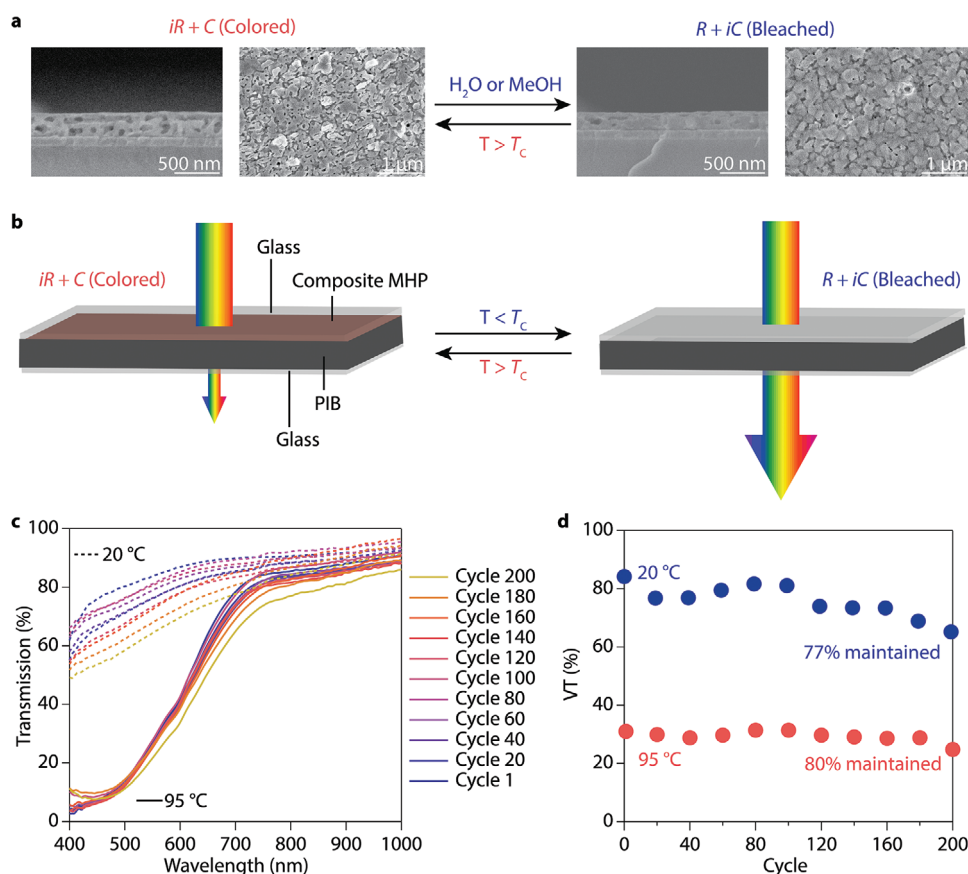 a
iR + C (Colored)
R + iC (Bleached)
500 nm
1 µm
H₂O or MeOH
T > T꜀
500 nm
1 µm
b
iR + C (Colored)
Glass
Composite MHP
PIB
Glass
T < T꜀
T > T꜀
R + iC (Bleached)
c
Transmission (%)
100
80
60
40
20
0
20 °C
95 °C
400 500 600 700 800 900 1000
Wavelength (nm)
Cycle 200
Cycle 180
Cycle 160
Cycle 140
Cycle 120
Cycle 100
Cycle 80
Cycle 60
Cycle 40
Cycle 20
Cycle 1
d
VT (%)
100
80
60
40
20
0
20 °C
77% maintained
95 °C
80% maintained
0 40 80 120 160 200
Cycle